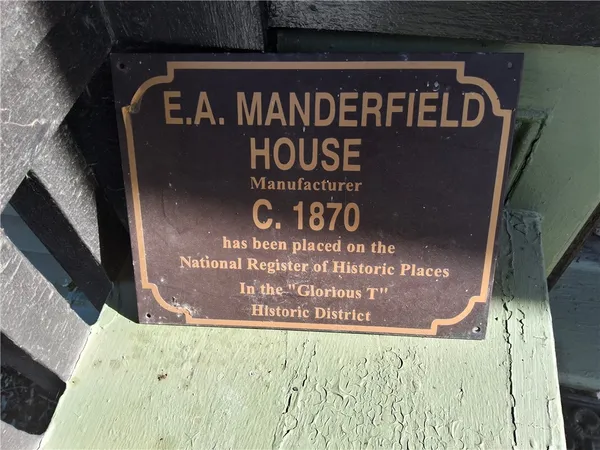 E.A. MANDERFIELD
HOUSE
Manufacturer
C. 1870
has been placed on the
National Register of Historic Places
In the "Glorious T"
Historic District